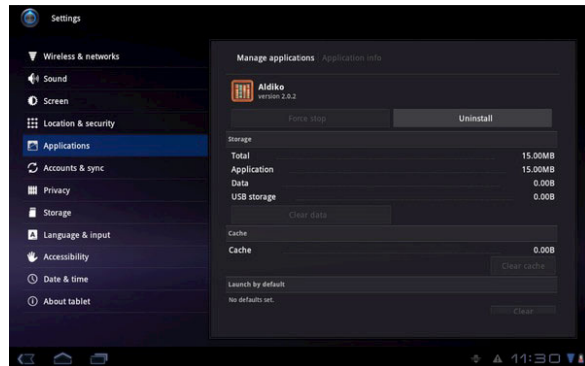 Settings
Wireless & networks
Sound
Screen
Location & security
Applications
Accounts & sync
Privacy
Storage
Language & input
Accessibility
Date & time
About tablet
Manage applications Application info
Aldiko
version 2.0.2
Force stop Uninstall
Storage
Total 15.00MB
Application 15.00MB
Data 0.00B
USB storage 0.00B
Clear data
Cache
Cache 0.00B
Clear cache
Launch by default
No defaults set.
Clear
11:30